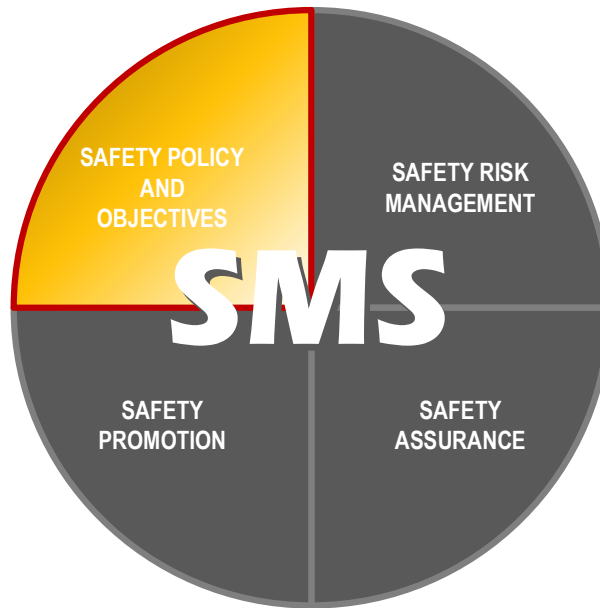 SAFETY POLICY
AND
OBJECTIVES
SAFETY RISK
MANAGEMENT
SMS
SAFETY
PROMOTION
SAFETY
ASSURANCE